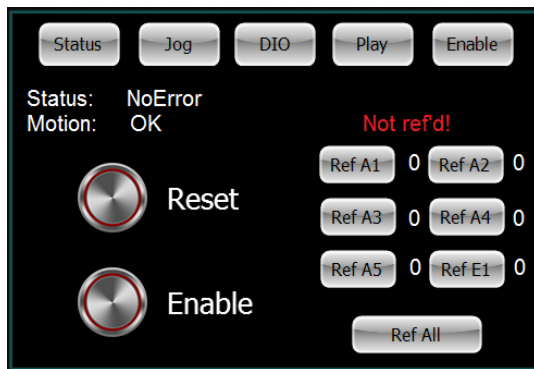 Status Jog DIO Play Enable
Status: NoError
Motion: OK
Not ref'd!
Ref A1 0 Ref A2 0
Reset
Ref A3 0 Ref A4 0
Ref A5 0 Ref E1 0
Enable
Ref All